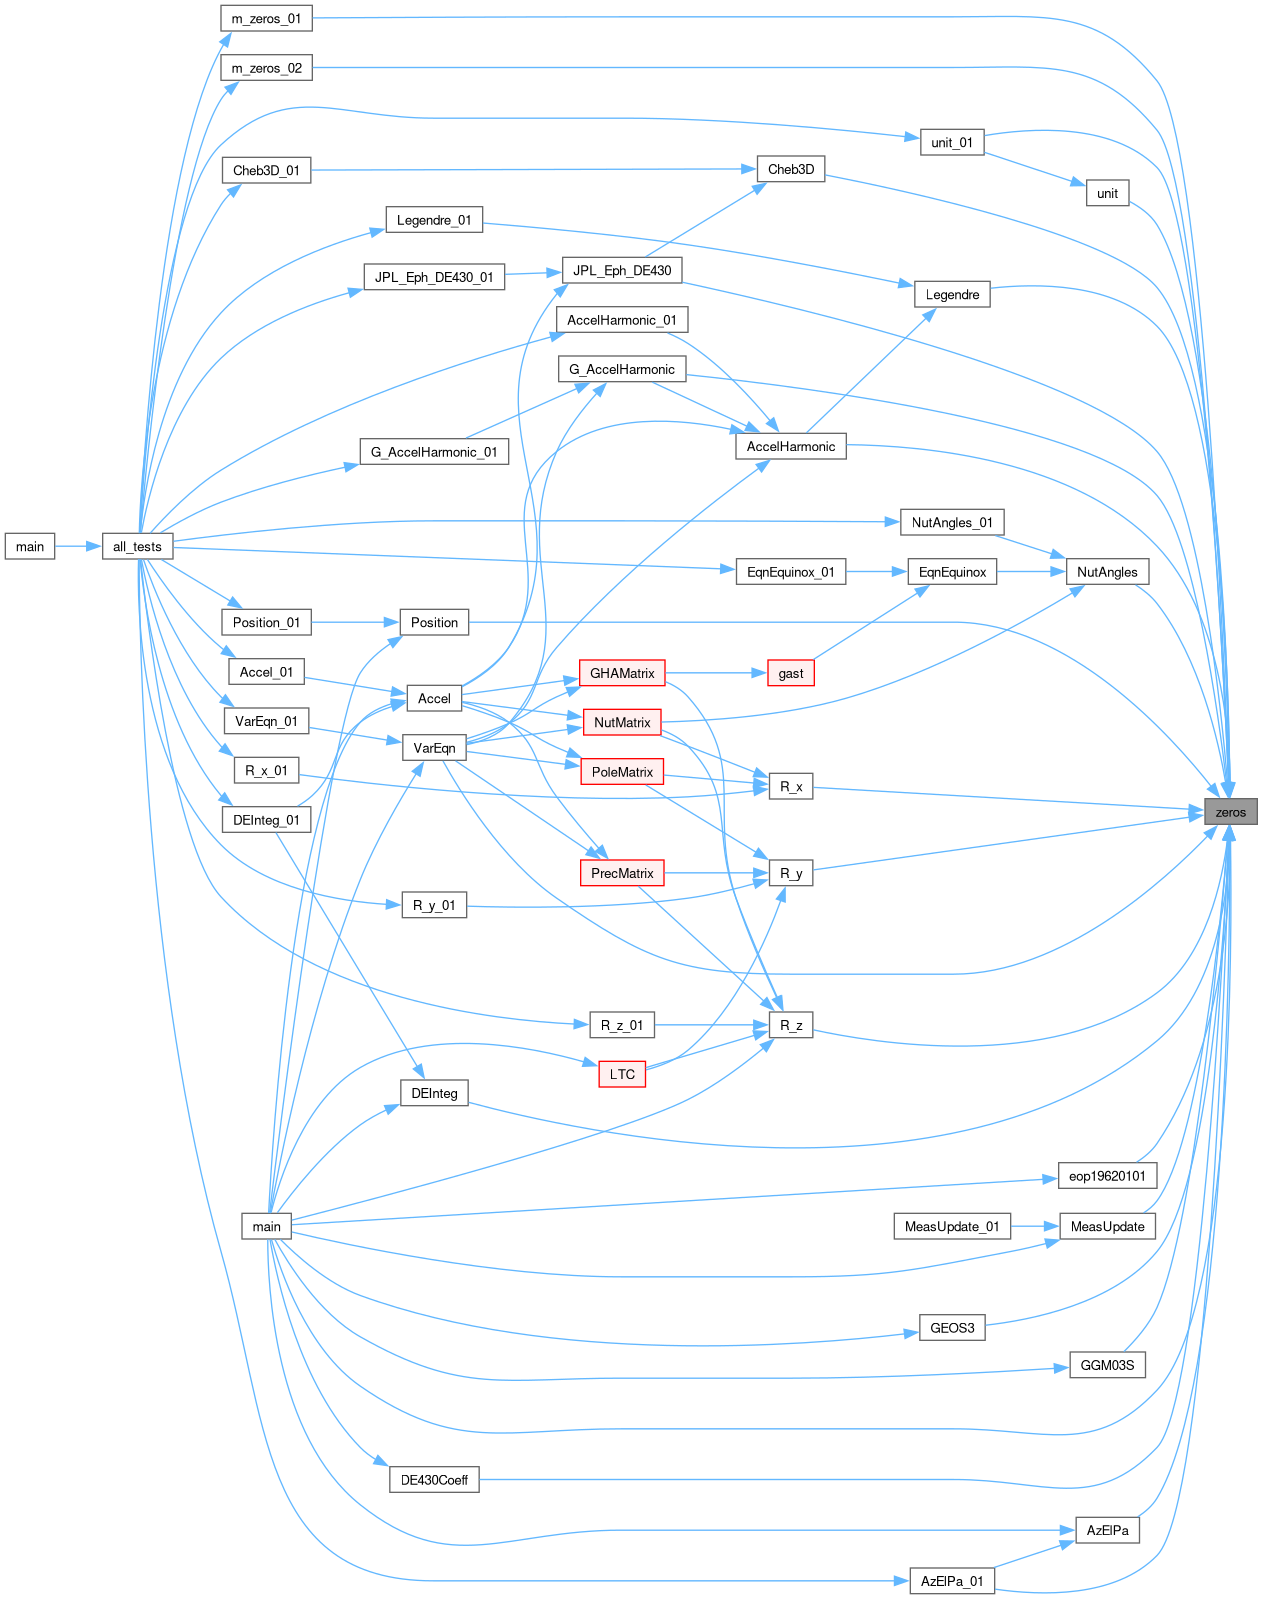 m_zeros_01
m_zeros_02
unit_01
Cheb3D_01
Cheb3D
unit
Legendre_01
JPL_Eph_DE430_01
JPL_Eph_DE430
Legendre
AccelHarmonic_01
G_AccelHarmonic
G_AccelHarmonic_01
AccelHarmonic
NutAngles_01
main
all_tests
EqnEquinox_01
EqnEquinox
NutAngles
Position_01
Position
Accel_01
GHAMatrix
gast
Accel
VarEqn_01
NutMatrix
VarEqn
R_x_01
PoleMatrix
R_x
zeros
DEInteg_01
PrecMatrix
R_y
R_y_01
R_z_01
R_z
LTC
DEInteg
eop19620101
main
MeasUpdate_01
MeasUpdate
GEOS3
GGM03S
DE430Coeff
AzElPa
AzElPa_01